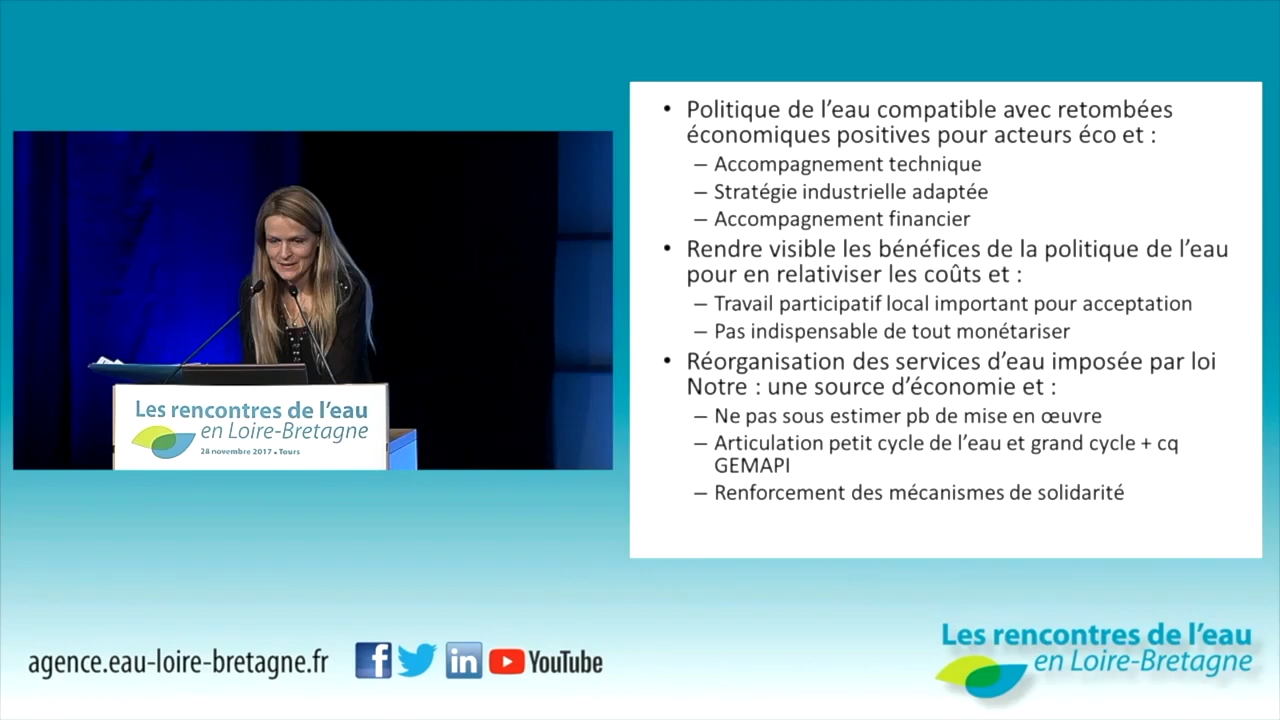 • Politique de l’eau compatible avec retombées
économiques positives pour acteurs éco et :
– Accompagnement technique
– Stratégie industrielle adaptée
– Accompagnement financier
• Rendre visible les bénéfices de la politique de l’eau
pour en relativiser les coûts et :
– Travail participatif local important pour acceptation
– Pas indispensable de tout monétariser
• Réorganisation des services d’eau imposée par loi
Notre : une source d’économie et :
– Ne pas sous estimer pb de mise en œuvre
– Articulation petit cycle de l’eau et grand cycle + cq
GEMAPI
– Renforcement des mécanismes de solidarité
Les rencontres de l’eau
en Loire-Bretagne
28 novembre 2017 • Tours
agence.eau-loire-bretagne.fr
f
in
YouTube
Les rencontres de l’eau
en Loire-Bretagne